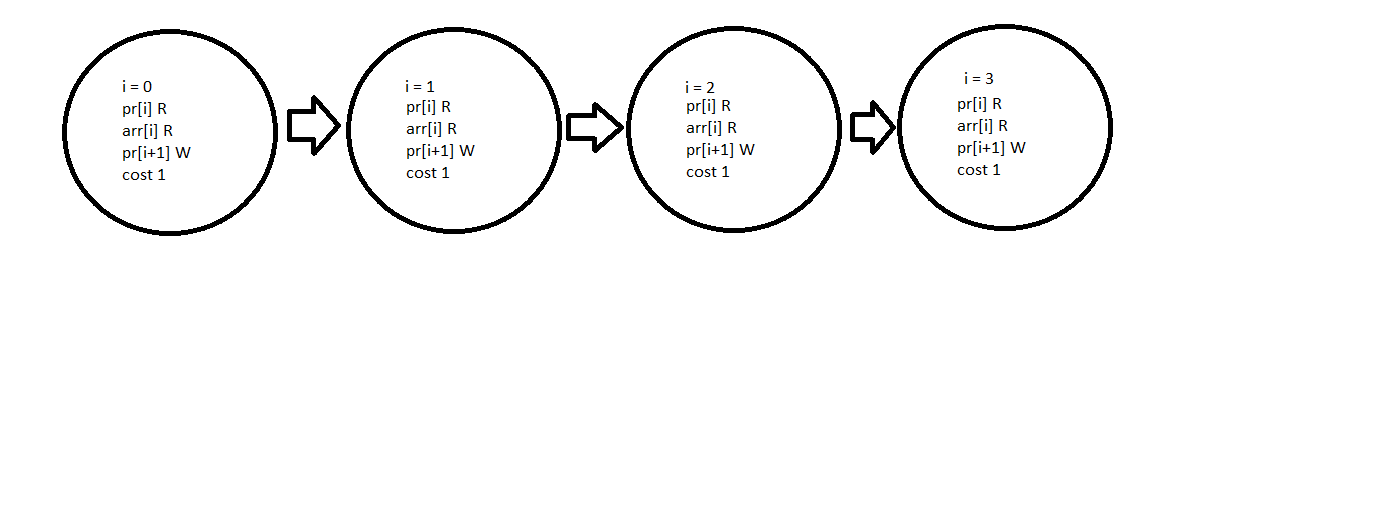 i = 0
pr[i] R
arr[i] R
pr[i+1] W
cost 1
i = 1
pr[i] R
arr[i] R
pr[i+1] W
cost 1
i = 2
pr[i] R
arr[i] R
pr[i+1] W
cost 1
i = 3
pr[i] R
arr[i] R
pr[i+1] W
cost 1